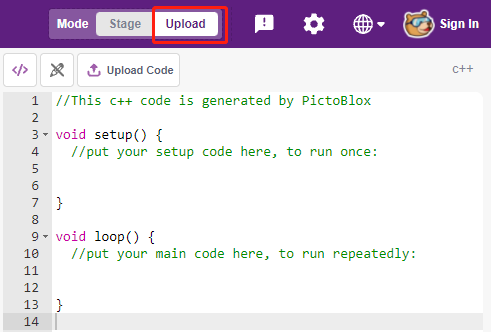 Mode Stage Upload Sign In
Upload Code c++
1 //This c++ code is generated by PictoBlox
2
3 void setup() {
4 //put your setup code here, to run once:
5
6
7 }
8
9 void loop() {
10 //put your main code here, to run repeatedly:
11
12
13 }
14